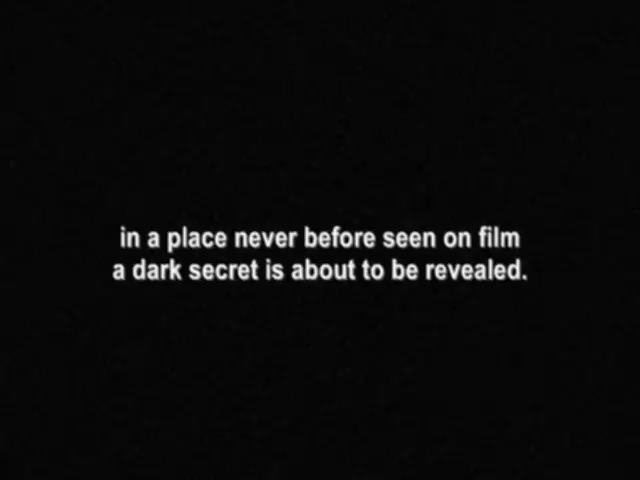 in a place never before seen on film
a dark secret is about to be revealed.